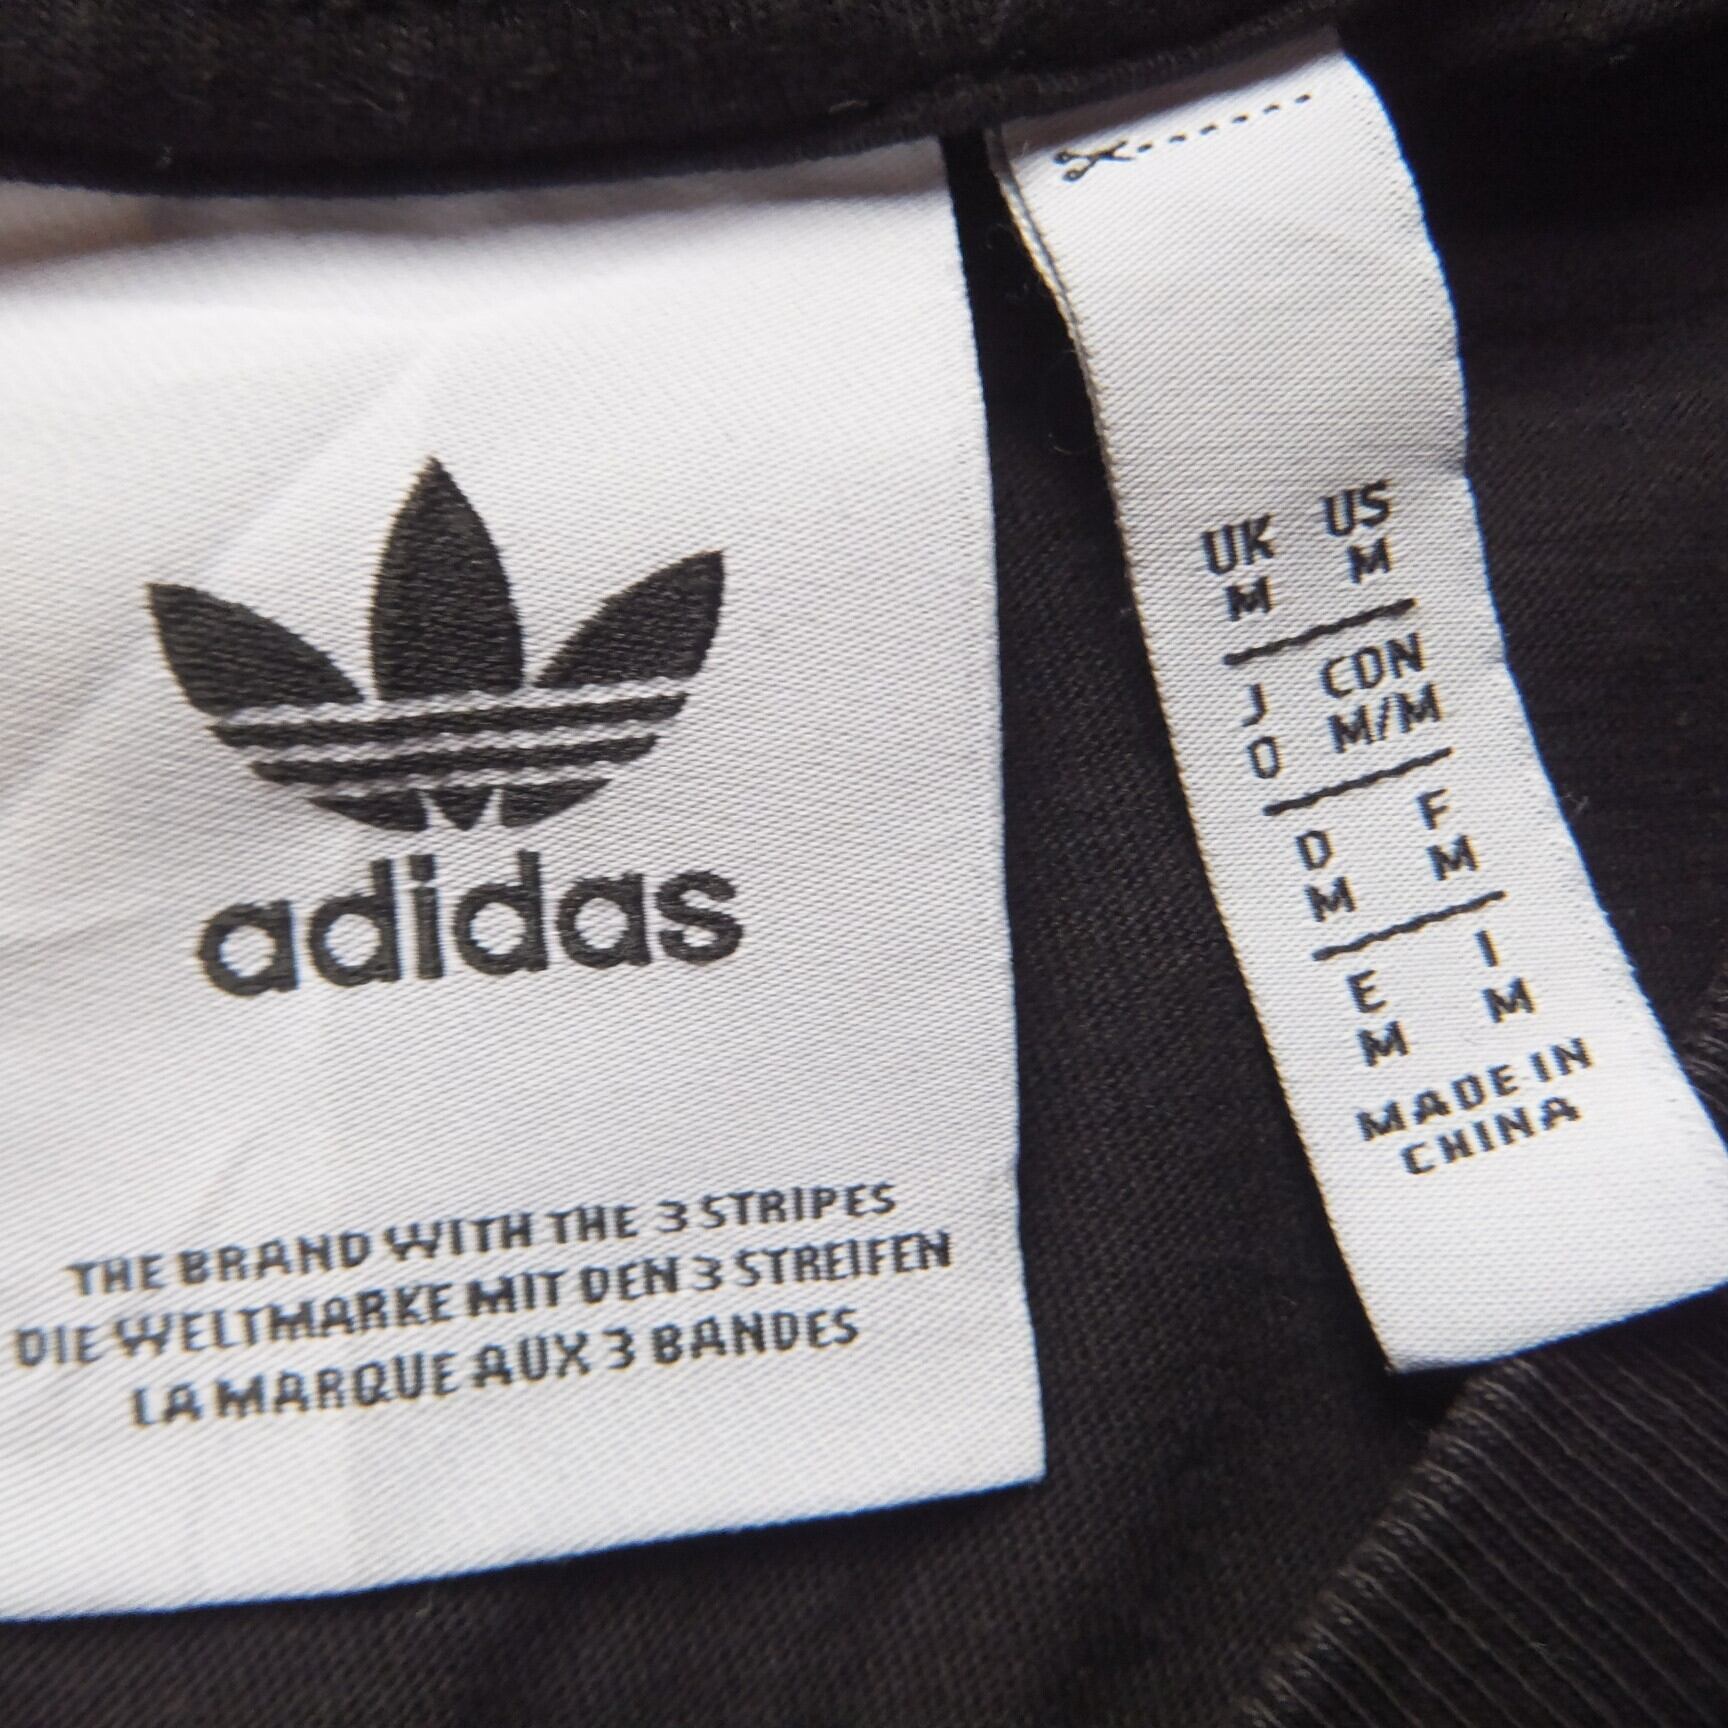 adidas
THE BRAND WITH THE 3 STRIPES
DIE WELTMARKE MIT DEN 3 STREIFEN
LA MARQUE AUX 3 BANDES
UK US
M M
J CDN
O M/M
D F
M M
E I
M M
MADE IN
CHINA